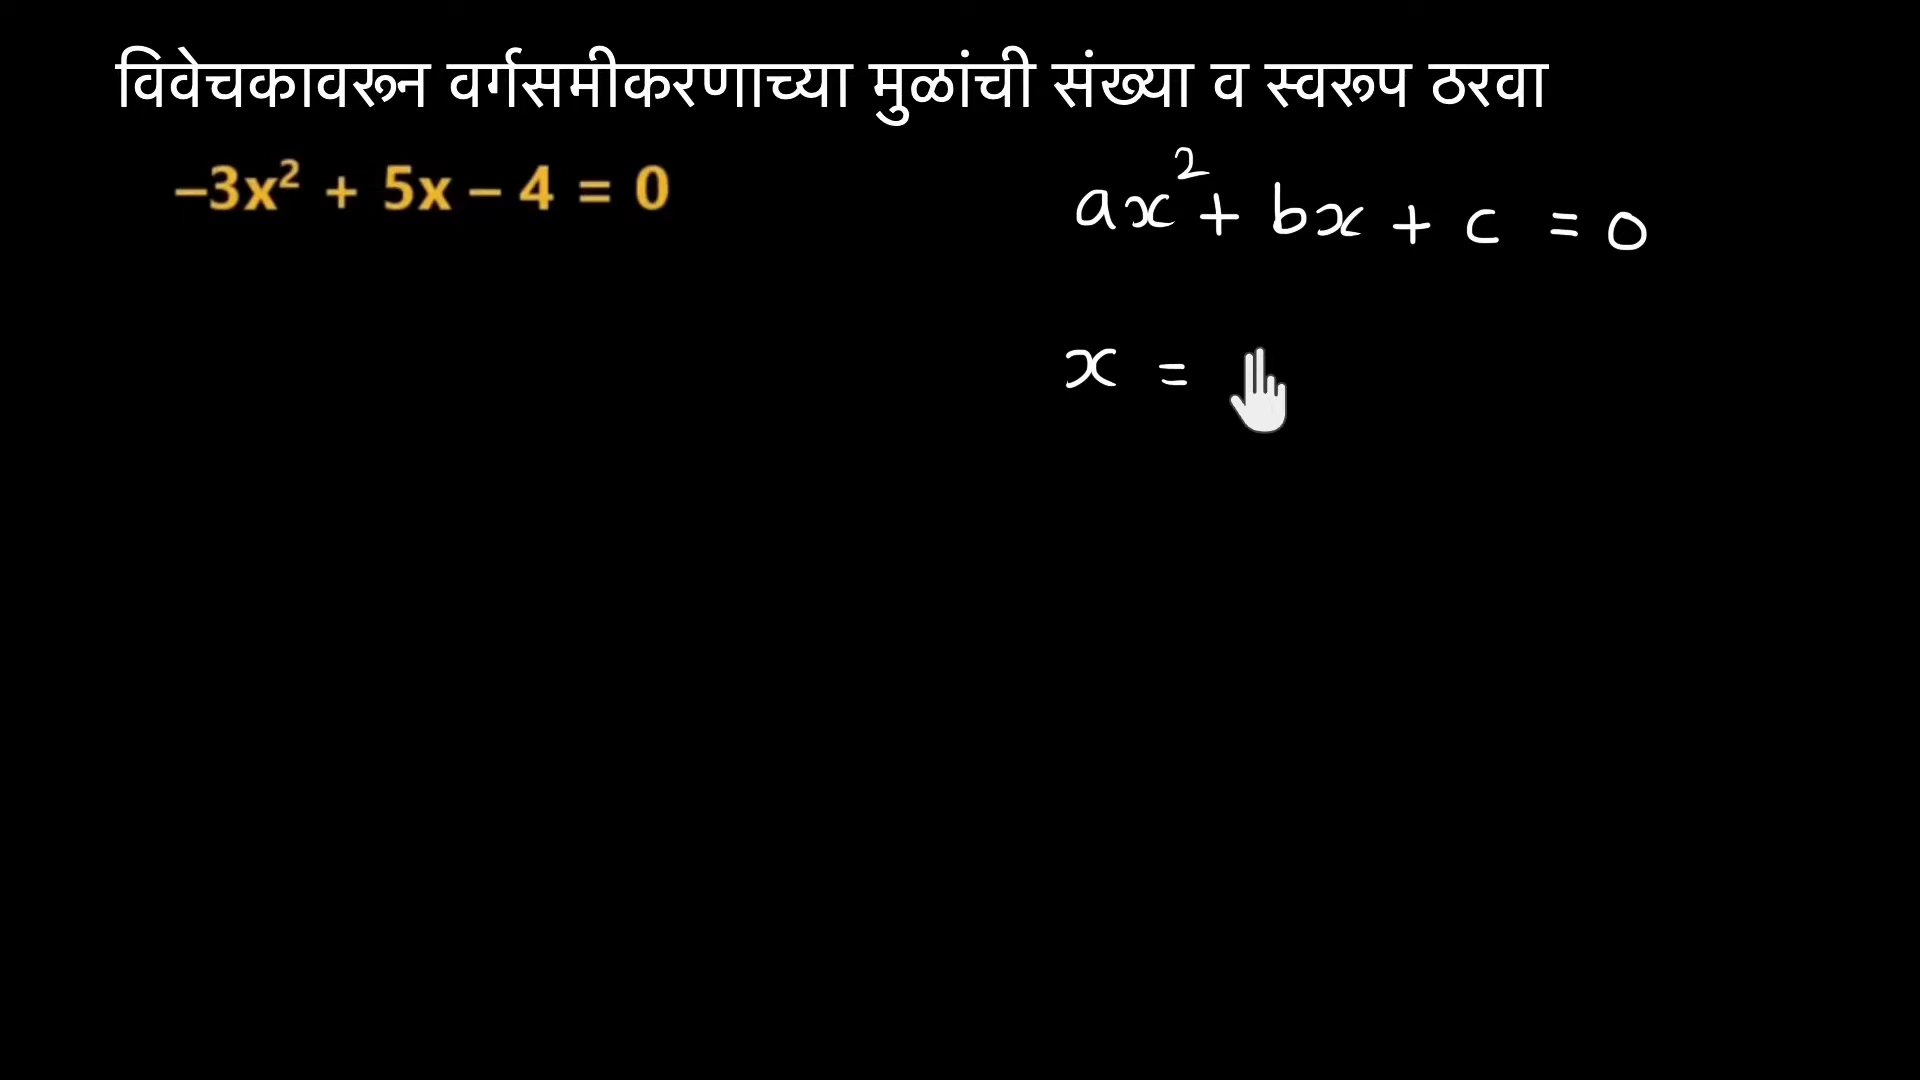 विवेचकावरून वर्गसमीकरणाच्या मुळांची संख्या व स्वरूप ठरवा
–3x² + 5x – 4 = 0
ax² + bx + c = 0
x =